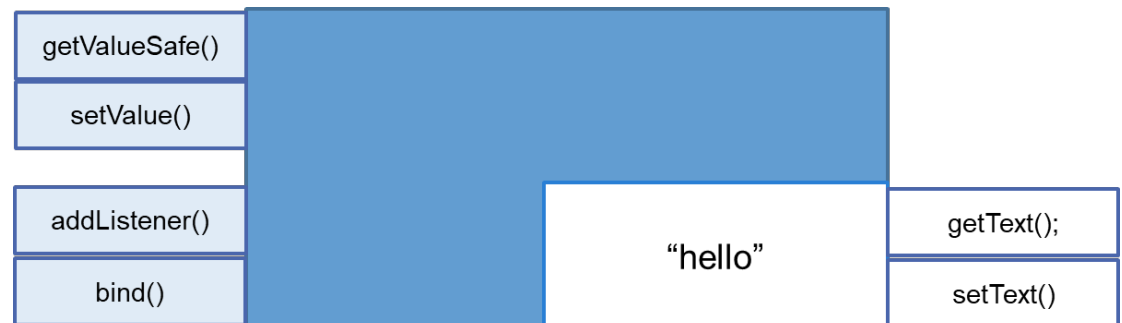 getValueSafe()
setValue()
addListener()
bind()
“hello”
getText();
setText()